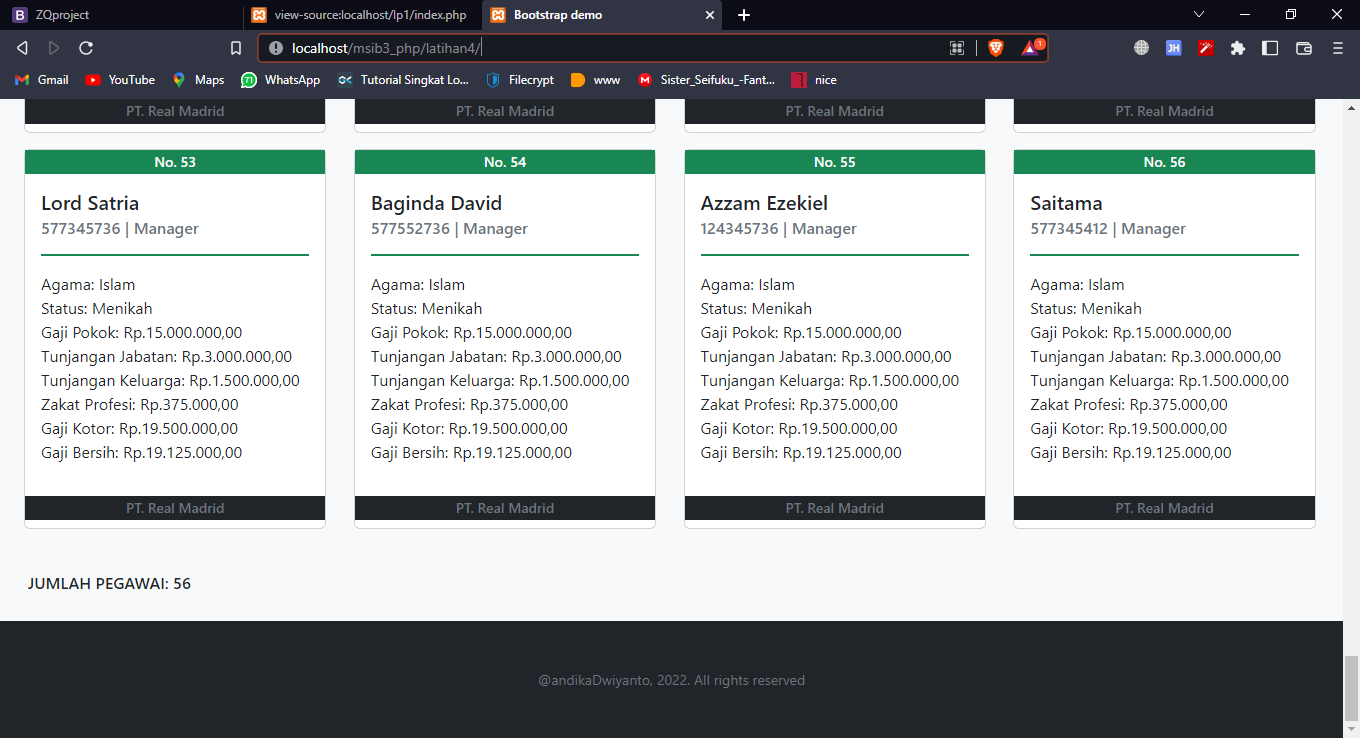 ZQproject
view-source:localhost/lp1/index.php
Bootstrap demo
localhost/msib3_php/latihan4/
1
JH
Gmail
YouTube
Maps
71
WhatsApp
Tutorial Singkat Lo...
Filecrypt
www
Sister_Seifuku_-Fant...
nice
PT. Real Madrid
PT. Real Madrid
PT. Real Madrid
PT. Real Madrid
No. 53
Lord Satria
577345736 | Manager
Agama: Islam
Status: Menikah
Gaji Pokok: Rp.15.000.000,00
Tunjangan Jabatan: Rp.3.000.000,00
Tunjangan Keluarga: Rp.1.500.000,00
Zakat Profesi: Rp.375.000,00
Gaji Kotor: Rp.19.500.000,00
Gaji Bersih: Rp.19.125.000,00
PT. Real Madrid
No. 54
Baginda David
577552736 | Manager
Agama: Islam
Status: Menikah
Gaji Pokok: Rp.15.000.000,00
Tunjangan Jabatan: Rp.3.000.000,00
Tunjangan Keluarga: Rp.1.500.000,00
Zakat Profesi: Rp.375.000,00
Gaji Kotor: Rp.19.500.000,00
Gaji Bersih: Rp.19.125.000,00
PT. Real Madrid
No. 55
Azzam Ezekiel
124345736 | Manager
Agama: Islam
Status: Menikah
Gaji Pokok: Rp.15.000.000,00
Tunjangan Jabatan: Rp.3.000.000,00
Tunjangan Keluarga: Rp.1.500.000,00
Zakat Profesi: Rp.375.000,00
Gaji Kotor: Rp.19.500.000,00
Gaji Bersih: Rp.19.125.000,00
PT. Real Madrid
No. 56
Saitama
577345412 | Manager
Agama: Islam
Status: Menikah
Gaji Pokok: Rp.15.000.000,00
Tunjangan Jabatan: Rp.3.000.000,00
Tunjangan Keluarga: Rp.1.500.000,00
Zakat Profesi: Rp.375.000,00
Gaji Kotor: Rp.19.500.000,00
Gaji Bersih: Rp.19.125.000,00
PT. Real Madrid
JUMLAH PEGAWAI: 56
@andikaDwiyanto, 2022. All rights reserved